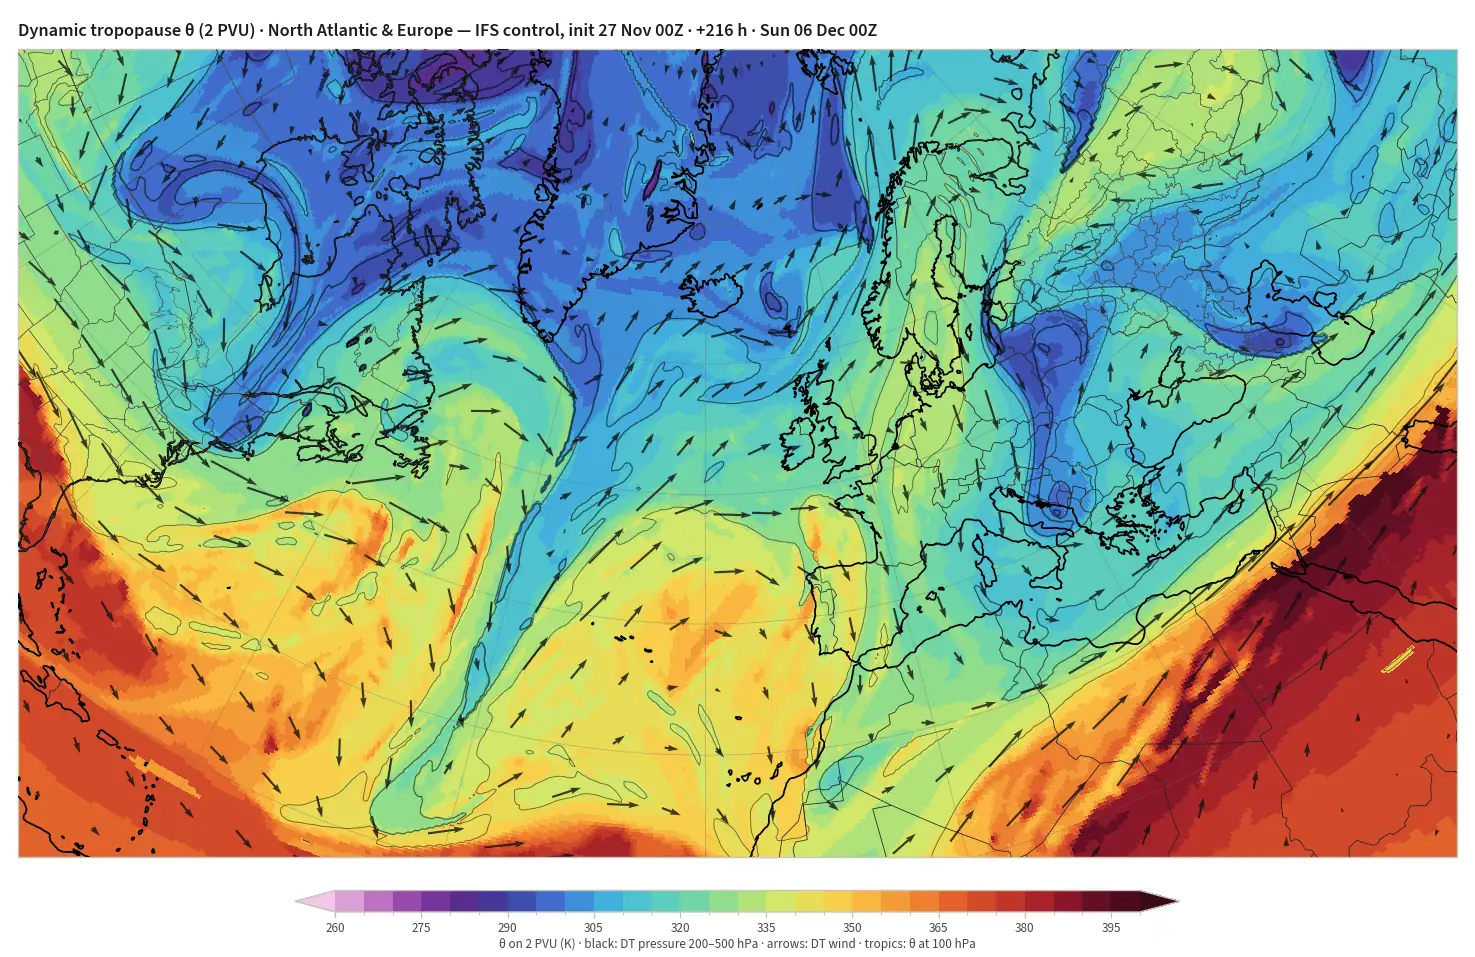 Dynamic tropopause θ (2 PVU) · North Atlantic & Europe — IFS control, init 27 Nov 00Z · +216 h · Sun 06 Dec 00Z
260 275 290 305 320 335 350 365 380 395
θ on 2 PVU (K) · black: DT pressure 200–500 hPa · arrows: DT wind · tropics: θ at 100 hPa